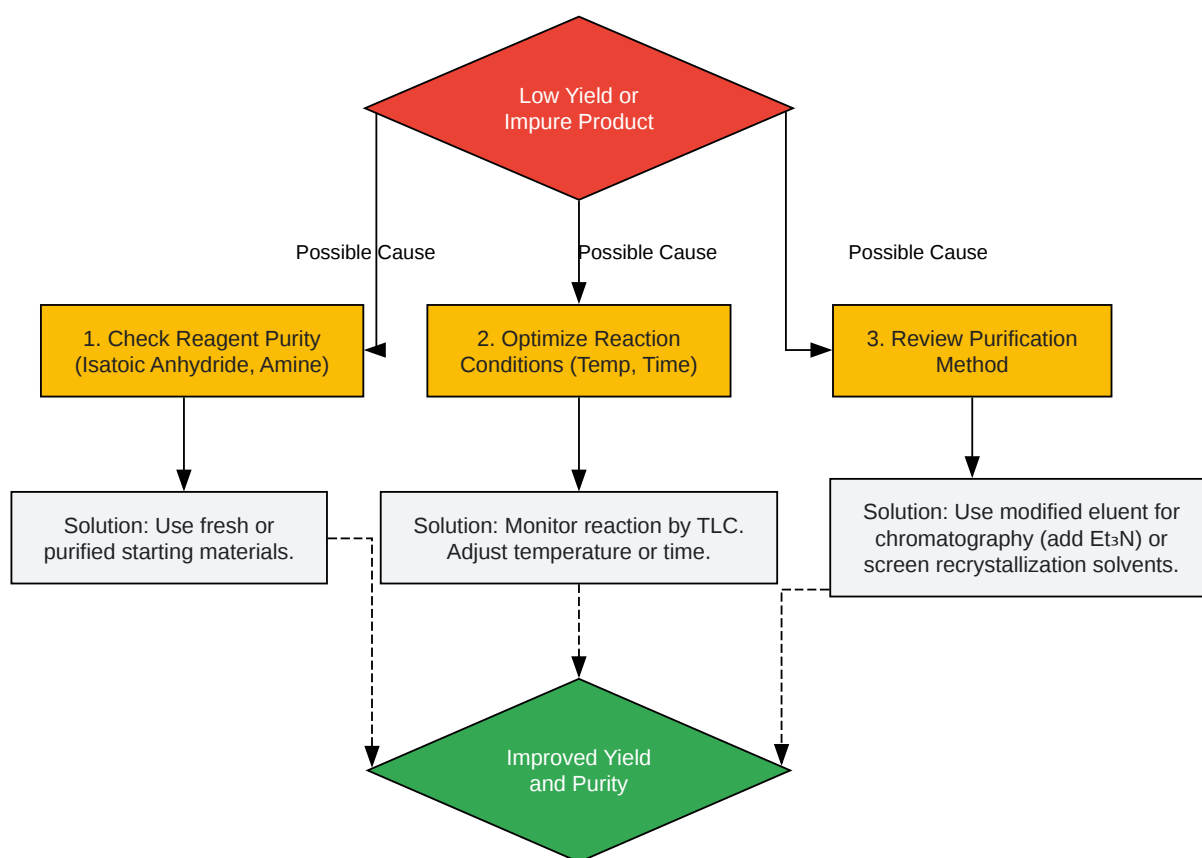 Low Yield or
Impure Product
Possible Cause
Possible Cause
Possible Cause
1. Check Reagent Purity
(Isatoic Anhydride, Amine)
2. Optimize Reaction
Conditions (Temp, Time)
3. Review Purification
Method
Solution: Use fresh or
purified starting materials.
Solution: Monitor reaction by TLC.
Adjust temperature or time.
Solution: Use modified eluent for
chromatography (add Et₃N) or
screen recrystallization solvents.
Improved Yield
and Purity